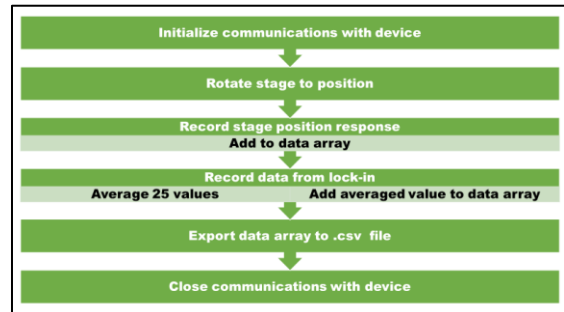 Initialize communications with device
Rotate stage to position
Record stage position response
Add to data array
Record data from lock-in
Average 25 values Add averaged value to data array
Export data array to .csv file
Close communications with device